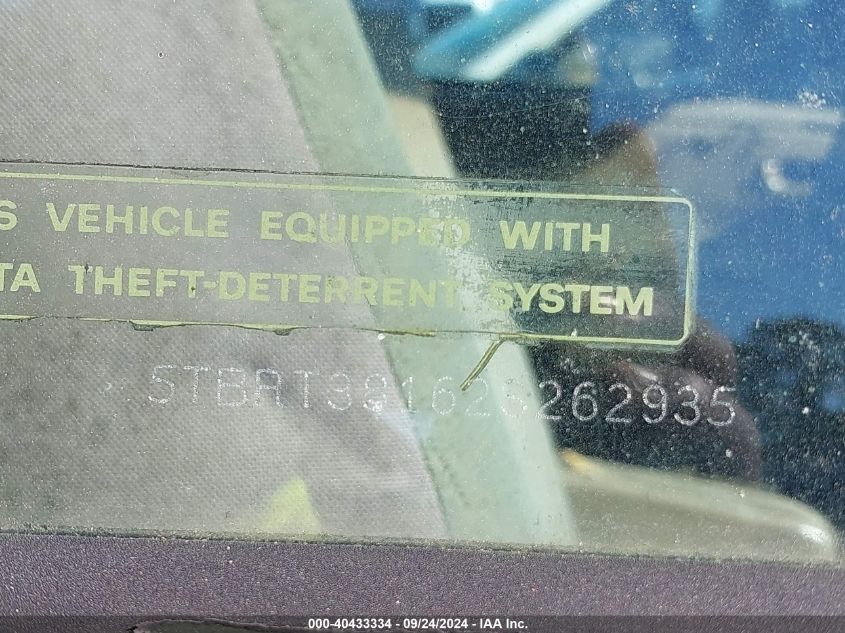 S VEHICLE EQUIPPED WITH
TA THEFT-DETERRENT SYSTEM
5TBRT38162S262935
000-40433334 - 09/24/2024 - IAA Inc.